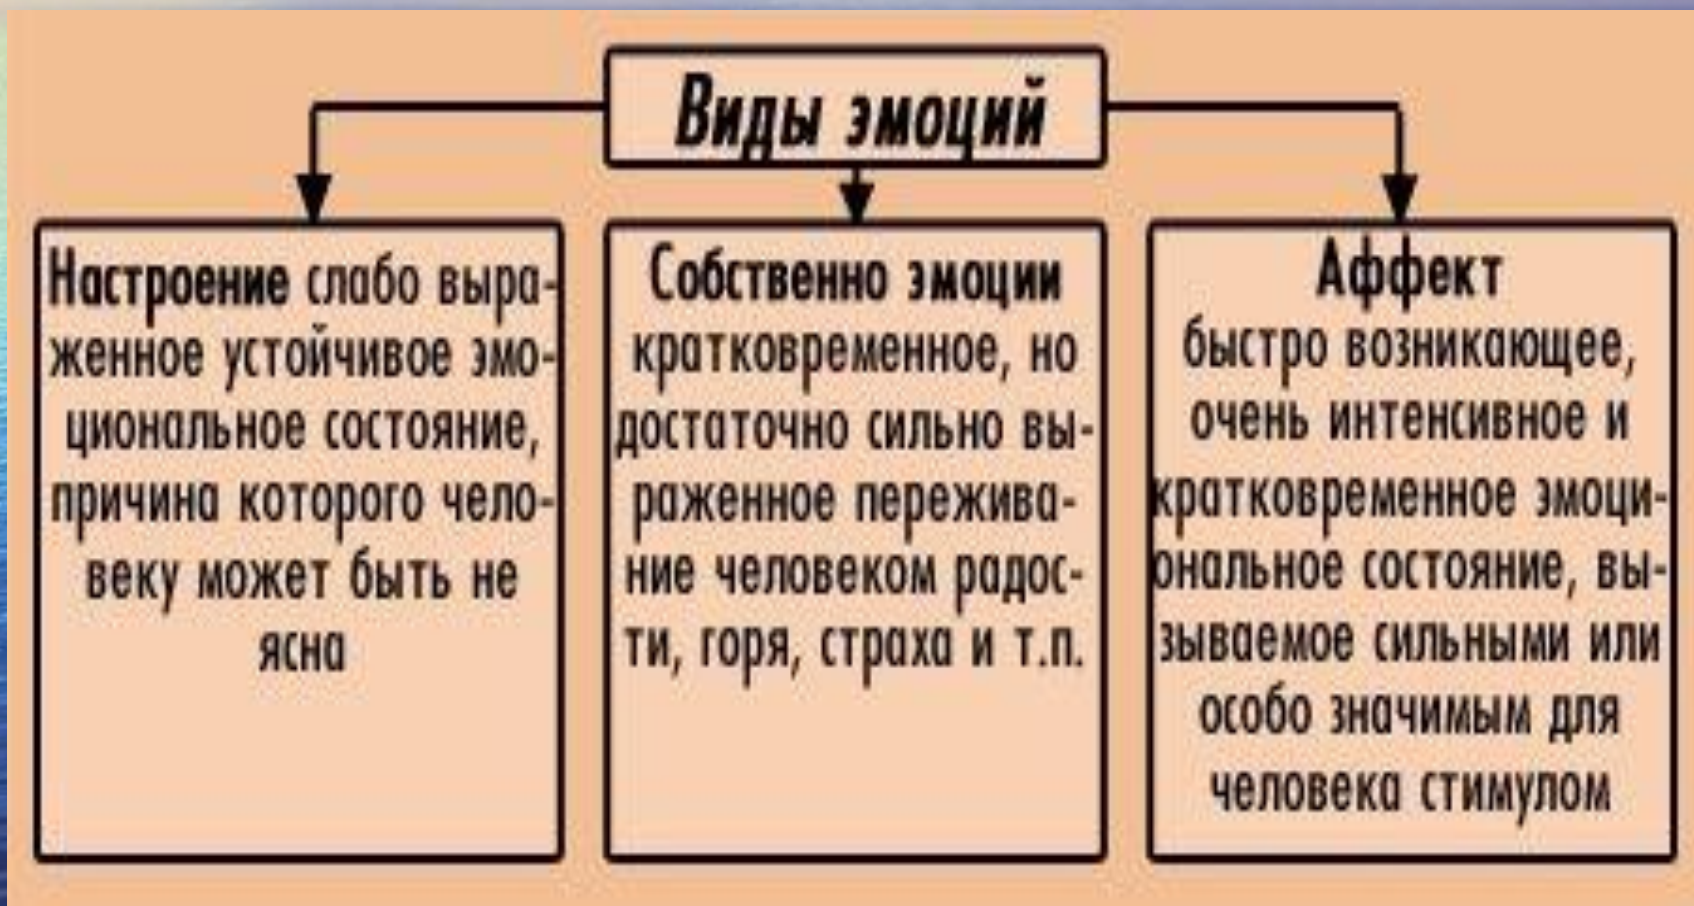 Виды эмоций
Настроение слабо выра-
женное устойчивое эмо-
циональное состояние,
причина которого чело-
веку может быть не
ясна
Собственно эмоции
кратковременное, но
достаточно сильно вы-
раженное пережива-
ние человеком радос-
ти, горя, страха и т.п.
Аффект
быстро возникающее,
очень интенсивное и
кратковременное эмоци-
ональное состояние, вы-
зываемое сильными или
особо значимым для
человека стимулом